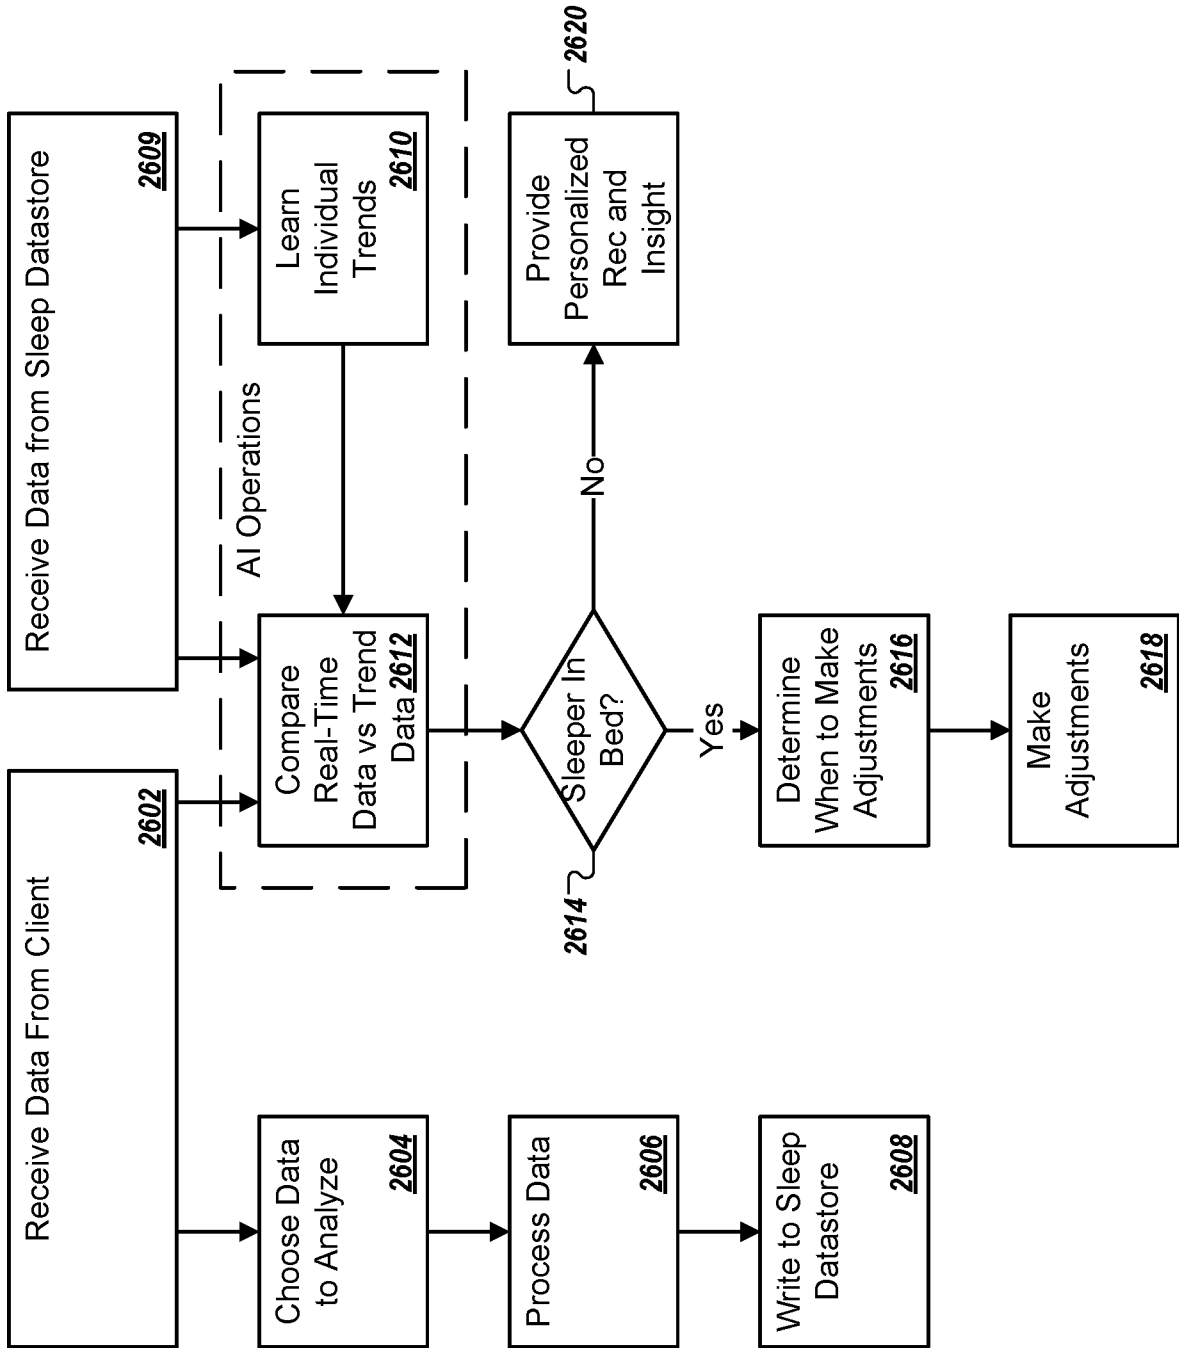 Receive Data From Client
2602
Receive Data from Sleep Datastore
2609
Choose Data
to Analyze
2604
AI Operations
Compare
Real-Time
Data vs Trend
Data 2612
Learn
Individual
Trends
2610
Process Data
2606
2614
Sleeper In
Bed?
No
Provide
Personalized
Rec and
Insight
2620
Yes
Write to Sleep
Datastore
2608
Determine
When to Make
Adjustments
2616
Make
Adjustments
2618